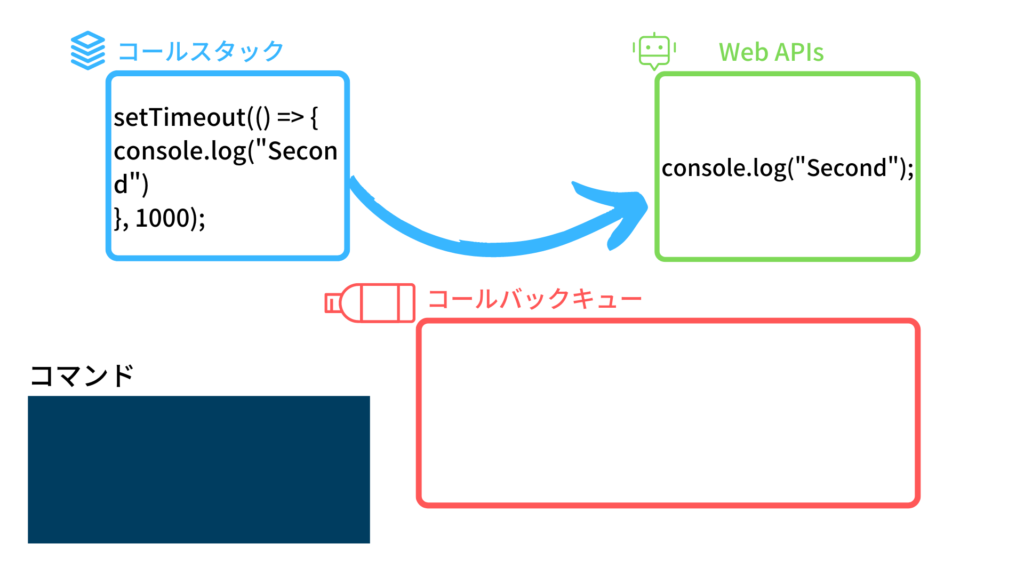 コールスタック
Web APIs
setTimeout(() => {
console.log("Secon
d")
}, 1000);
console.log("Second");
コールバックキュー
コマンド